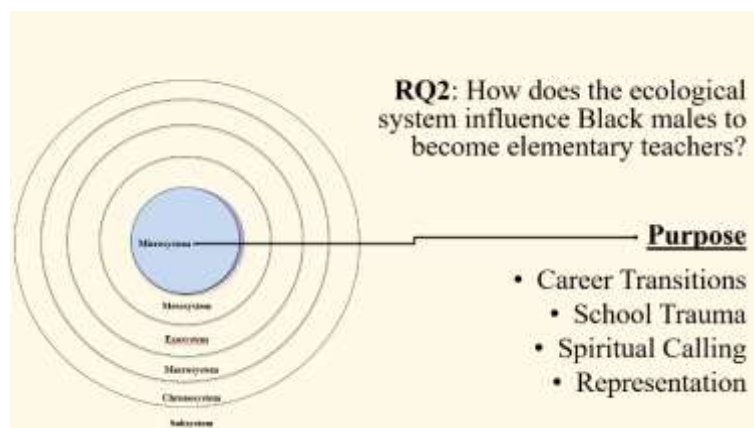 RQ2: How does the ecological
system influence Black males to
become elementary teachers?
Microsystem
Purpose
• Career Transitions
• School Trauma
• Spiritual Calling
• Representation
Mesosystem
Exosystem
Macrosystem
Chronosystem
Subsystem